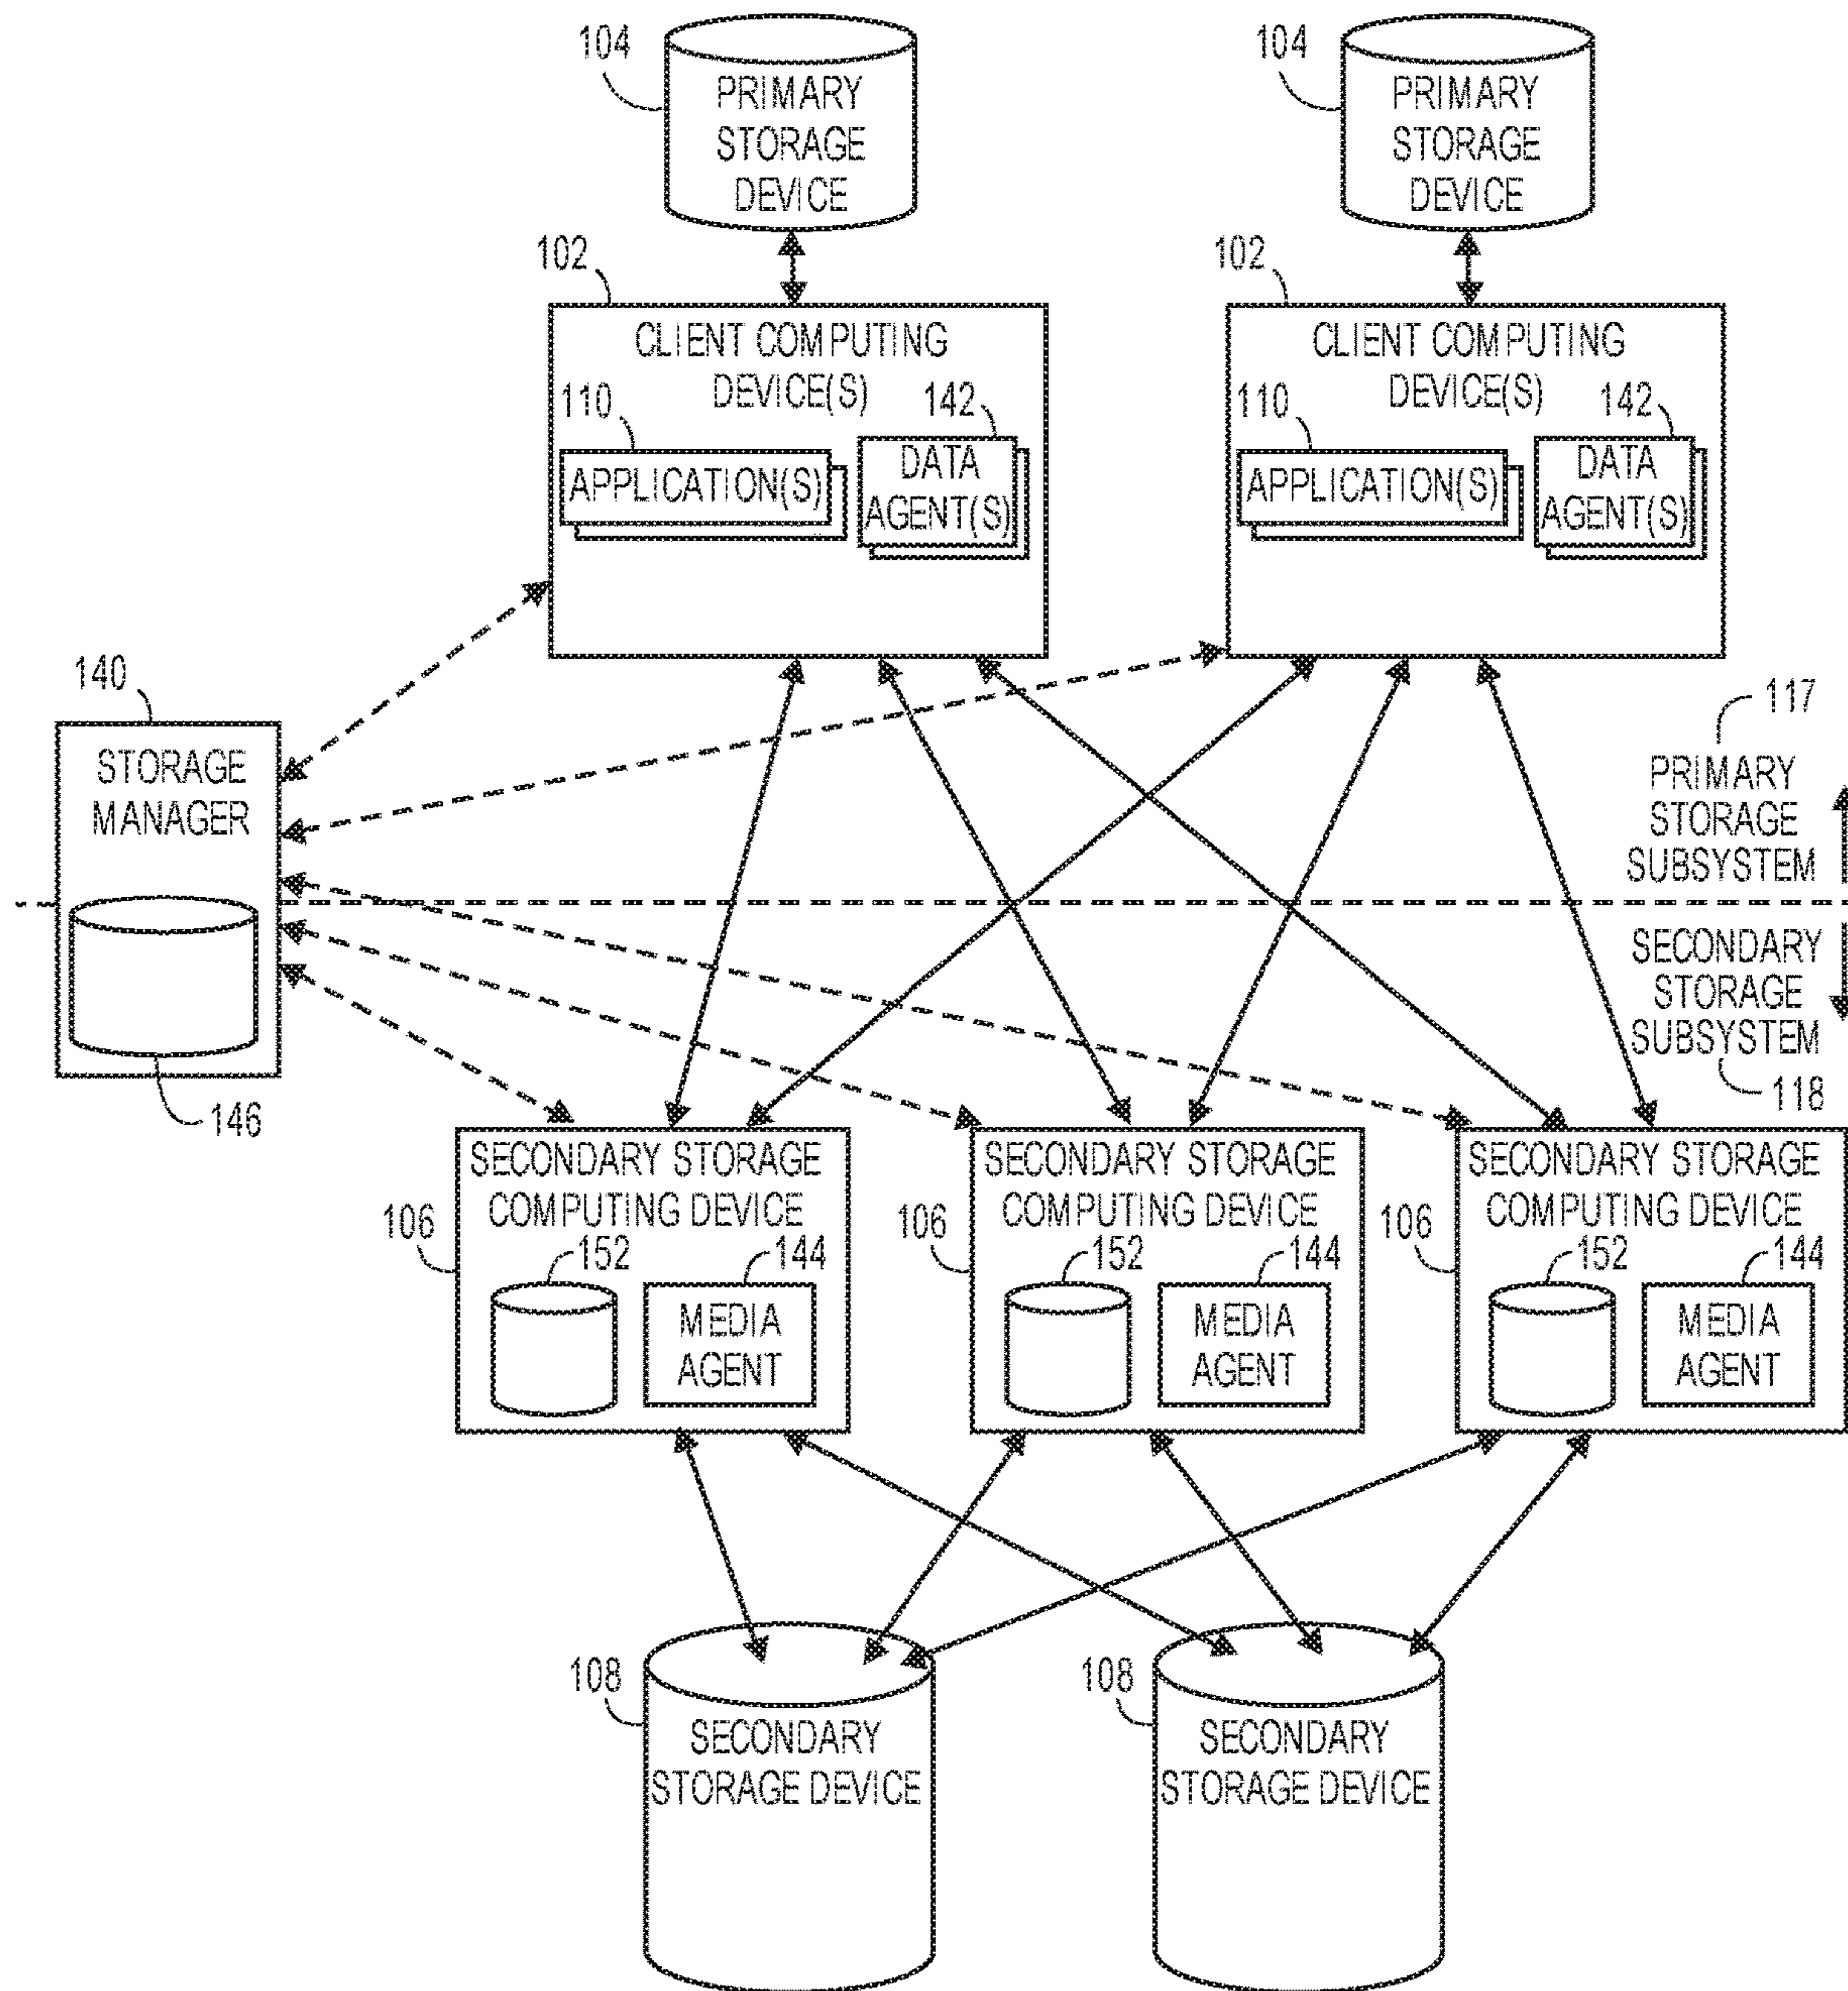 104
PRIMARY
STORAGE
DEVICE
104
PRIMARY
STORAGE
DEVICE
102
CLIENT COMPUTING
DEVICE(S)
110
142
APPLICATION(S)
DATA
AGENT(S)
102
CLIENT COMPUTING
DEVICE(S)
110
142
APPLICATION(S)
DATA
AGENT(S)
140
STORAGE
MANAGER
146
117
PRIMARY
STORAGE
SUBSYSTEM
SECONDARY
STORAGE
SUBSYSTEM
118
106
SECONDARY STORAGE
COMPUTING DEVICE
152
144
MEDIA
AGENT
106
SECONDARY STORAGE
COMPUTING DEVICE
152
144
MEDIA
AGENT
106
SECONDARY STORAGE
COMPUTING DEVICE
152
144
MEDIA
AGENT
108
SECONDARY
STORAGE DEVICE
108
SECONDARY
STORAGE DEVICE